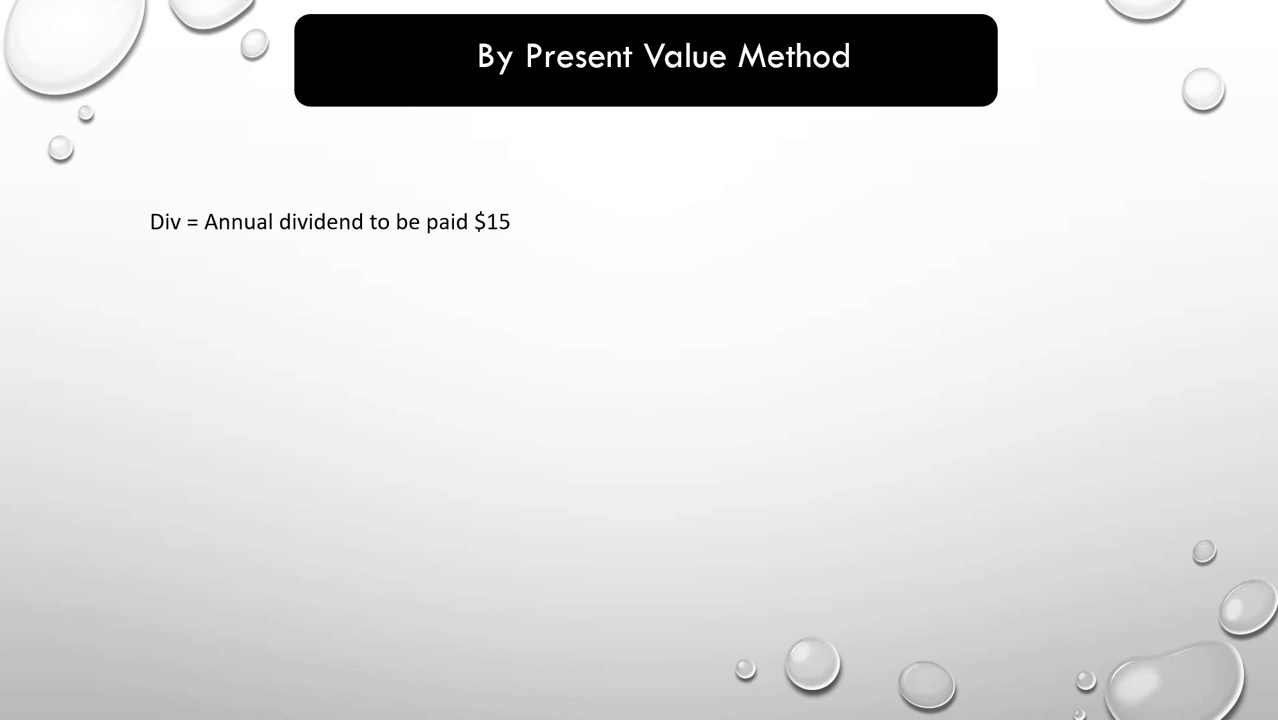 By Present Value Method
Div = Annual dividend to be paid $15